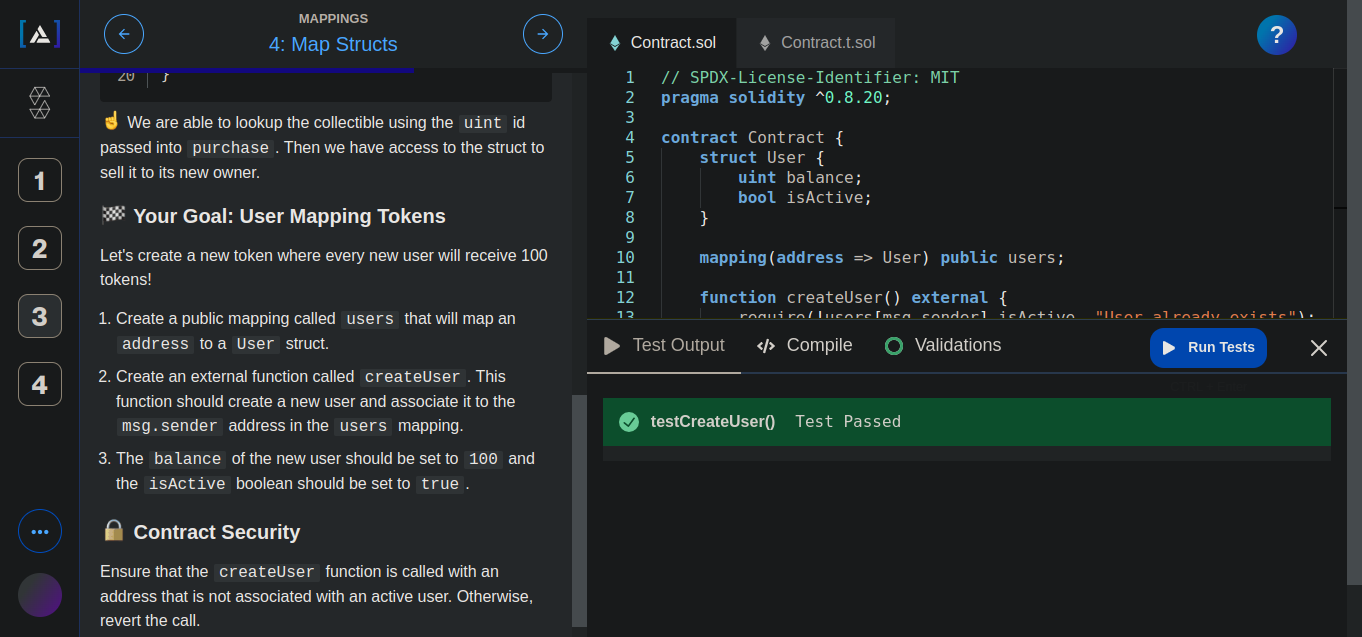 MAPPINGS
4: Map Structs
20 }
☝ We are able to lookup the collectible using the uint id
passed into purchase. Then we have access to the struct to
sell it to its new owner.
🏁 Your Goal: User Mapping Tokens
Let's create a new token where every new user will receive 100
tokens!
1. Create a public mapping called users that will map an
address to a User struct.
2. Create an external function called createUser. This
function should create a new user and associate it to the
msg.sender address in the users mapping.
3. The balance of the new user should be set to 100 and
the isActive boolean should be set to true.
🔒 Contract Security
Ensure that the createUser function is called with an
address that is not associated with an active user. Otherwise,
revert the call.
1
2
3
4
Contract.sol
Contract.t.sol
?
1 // SPDX-License-Identifier: MIT
2 pragma solidity ^0.8.20;
3
4 contract Contract {
5 struct User {
6 uint balance;
7 bool isActive;
8 }
9
10 mapping(address => User) public users;
11
12 function createUser() external {
13 require(!users[msg.sender].isActive, "User already exists");
Test Output
Compile
Validations
Run Tests
testCreateUser() Test Passed